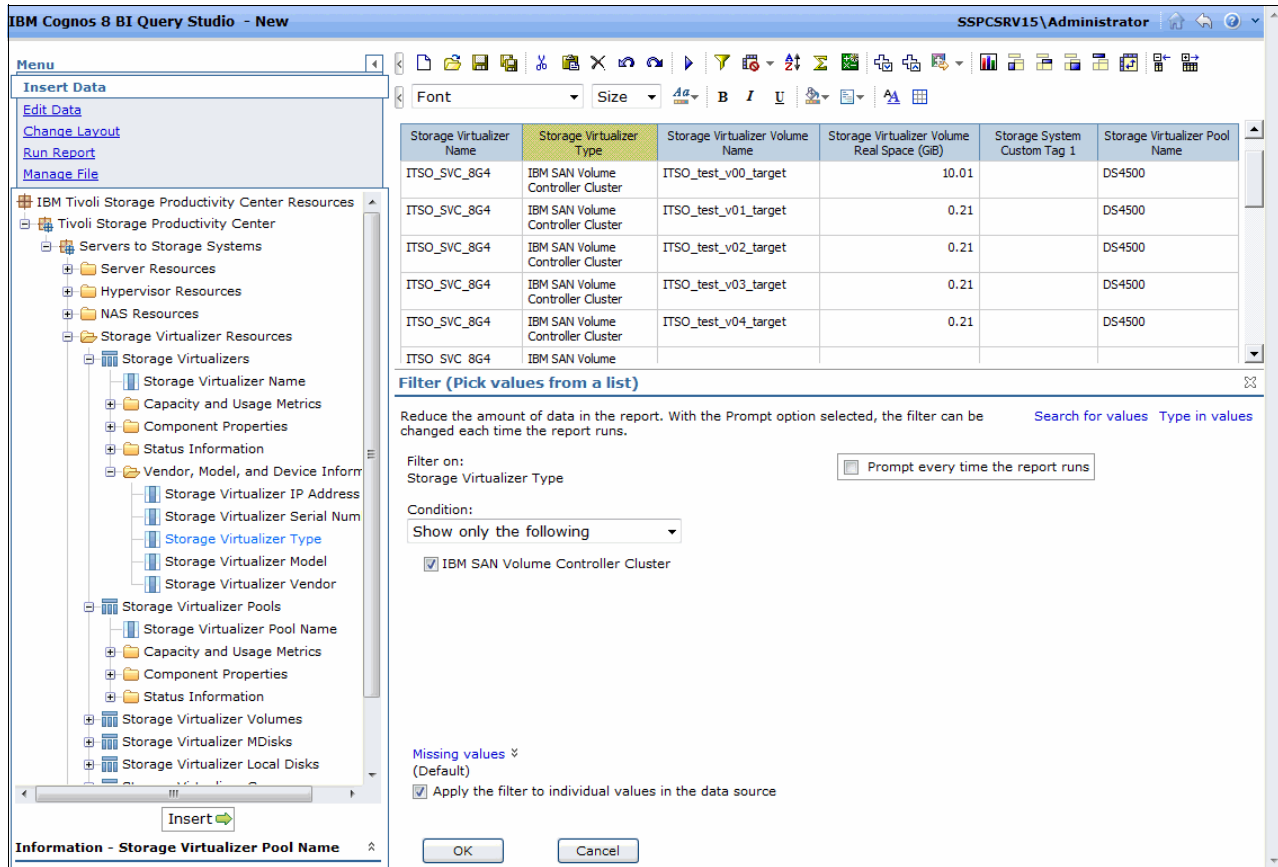 IBM Cognos 8 BI Query Studio - New
SSPCSRV15\Administrator
Menu
Insert Data
Edit Data
Change Layout
Run Report
Manage File
IBM Tivoli Storage Productivity Center Resources
Tivoli Storage Productivity Center
Servers to Storage Systems
Server Resources
Hypervisor Resources
NAS Resources
Storage Virtualizer Resources
Storage Virtualizers
Storage Virtualizer Name
Capacity and Usage Metrics
Component Properties
Status Information
Vendor, Model, and Device Inform
Storage Virtualizer IP Address
Storage Virtualizer Serial Num
Storage Virtualizer Type
Storage Virtualizer Model
Storage Virtualizer Vendor
Storage Virtualizer Pools
Storage Virtualizer Pool Name
Capacity and Usage Metrics
Component Properties
Status Information
Storage Virtualizer Volumes
Storage Virtualizer MDisks
Storage Virtualizer Local Disks
Insert
Information - Storage Virtualizer Pool Name
Font Size B I U
Storage Virtualizer
Name
Storage Virtualizer
Type
Storage Virtualizer Volume
Name
Storage Virtualizer Volume
Real Space (GiB)
Storage System
Custom Tag 1
Storage Virtualizer Pool
Name
ITSO_SVC_8G4 IBM SAN Volume ITSO_test_v00_target 10.01 DS4500
Controller Cluster
ITSO_SVC_8G4 IBM SAN Volume ITSO_test_v01_target 0.21 DS4500
Controller Cluster
ITSO_SVC_8G4 IBM SAN Volume ITSO_test_v02_target 0.21 DS4500
Controller Cluster
ITSO_SVC_8G4 IBM SAN Volume ITSO_test_v03_target 0.21 DS4500
Controller Cluster
ITSO_SVC_8G4 IBM SAN Volume ITSO_test_v04_target 0.21 DS4500
Controller Cluster
ITSO_SVC_8G4 IBM SAN Volume
Filter (Pick values from a list)
Reduce the amount of data in the report. With the Prompt option selected, the filter can be
changed each time the report runs.
Search for values Type in values
Filter on:
Storage Virtualizer Type
Prompt every time the report runs
Condition:
Show only the following
IBM SAN Volume Controller Cluster
Missing values
(Default)
Apply the filter to individual values in the data source
OK Cancel